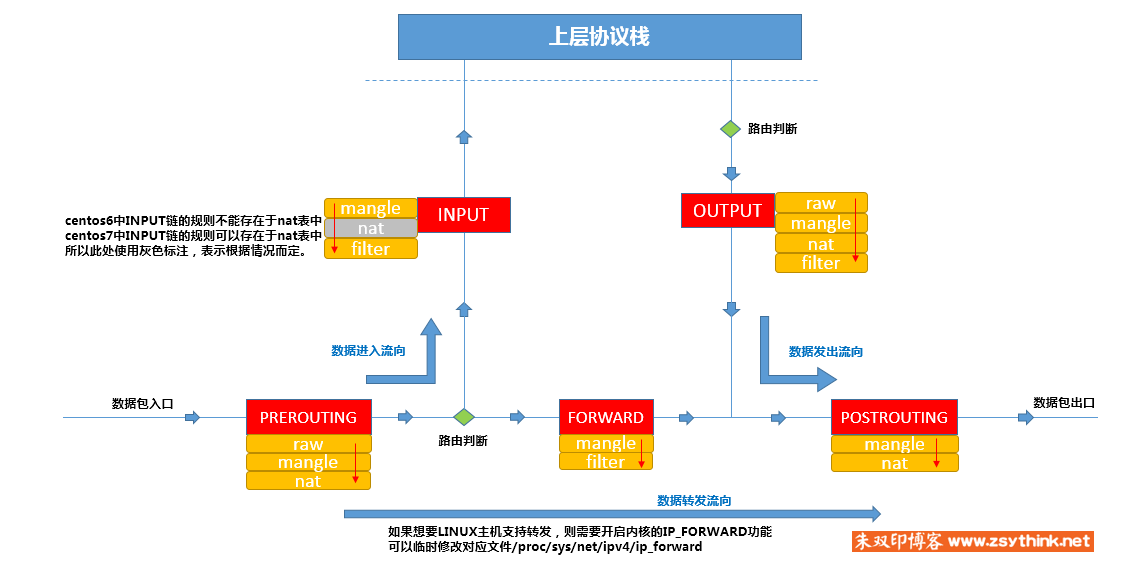 上层协议栈
路由判断
centos6中INPUT链的规则不能存在于nat表中
centos7中INPUT链的规则可以存在于nat表中
所以此处使用灰色标注，表示根据情况而定。
mangle
nat
filter
INPUT
OUTPUT
raw
mangle
nat
filter
数据进入流向
数据发出流向
数据包入口
PREROUTING
raw
mangle
nat
路由判断
FORWARD
mangle
filter
POSTROUTING
mangle
nat
数据包出口
数据转发流向
如果想要LINUX主机支持转发，则需要开启内核的IP_FORWARD功能
可以临时修改对应文件/proc/sys/net/ipv4/ip_forward
朱双印博客 www.zsythink.net